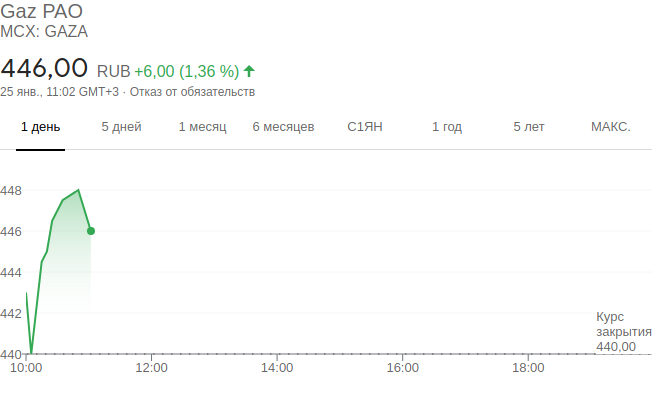 Gaz PAO
MCX: GAZA
446,00 RUB +6,00 (1,36 %)
25 янв., 11:02 GMT+3 · Отказ от обязательств
1 день 5 дней 1 месяц 6 месяцев С1ЯН 1 год 5 лет МАКС.
448
446
444
442
Курс
закрытия
440,00
440
10:00 12:00 14:00 16:00 18:00